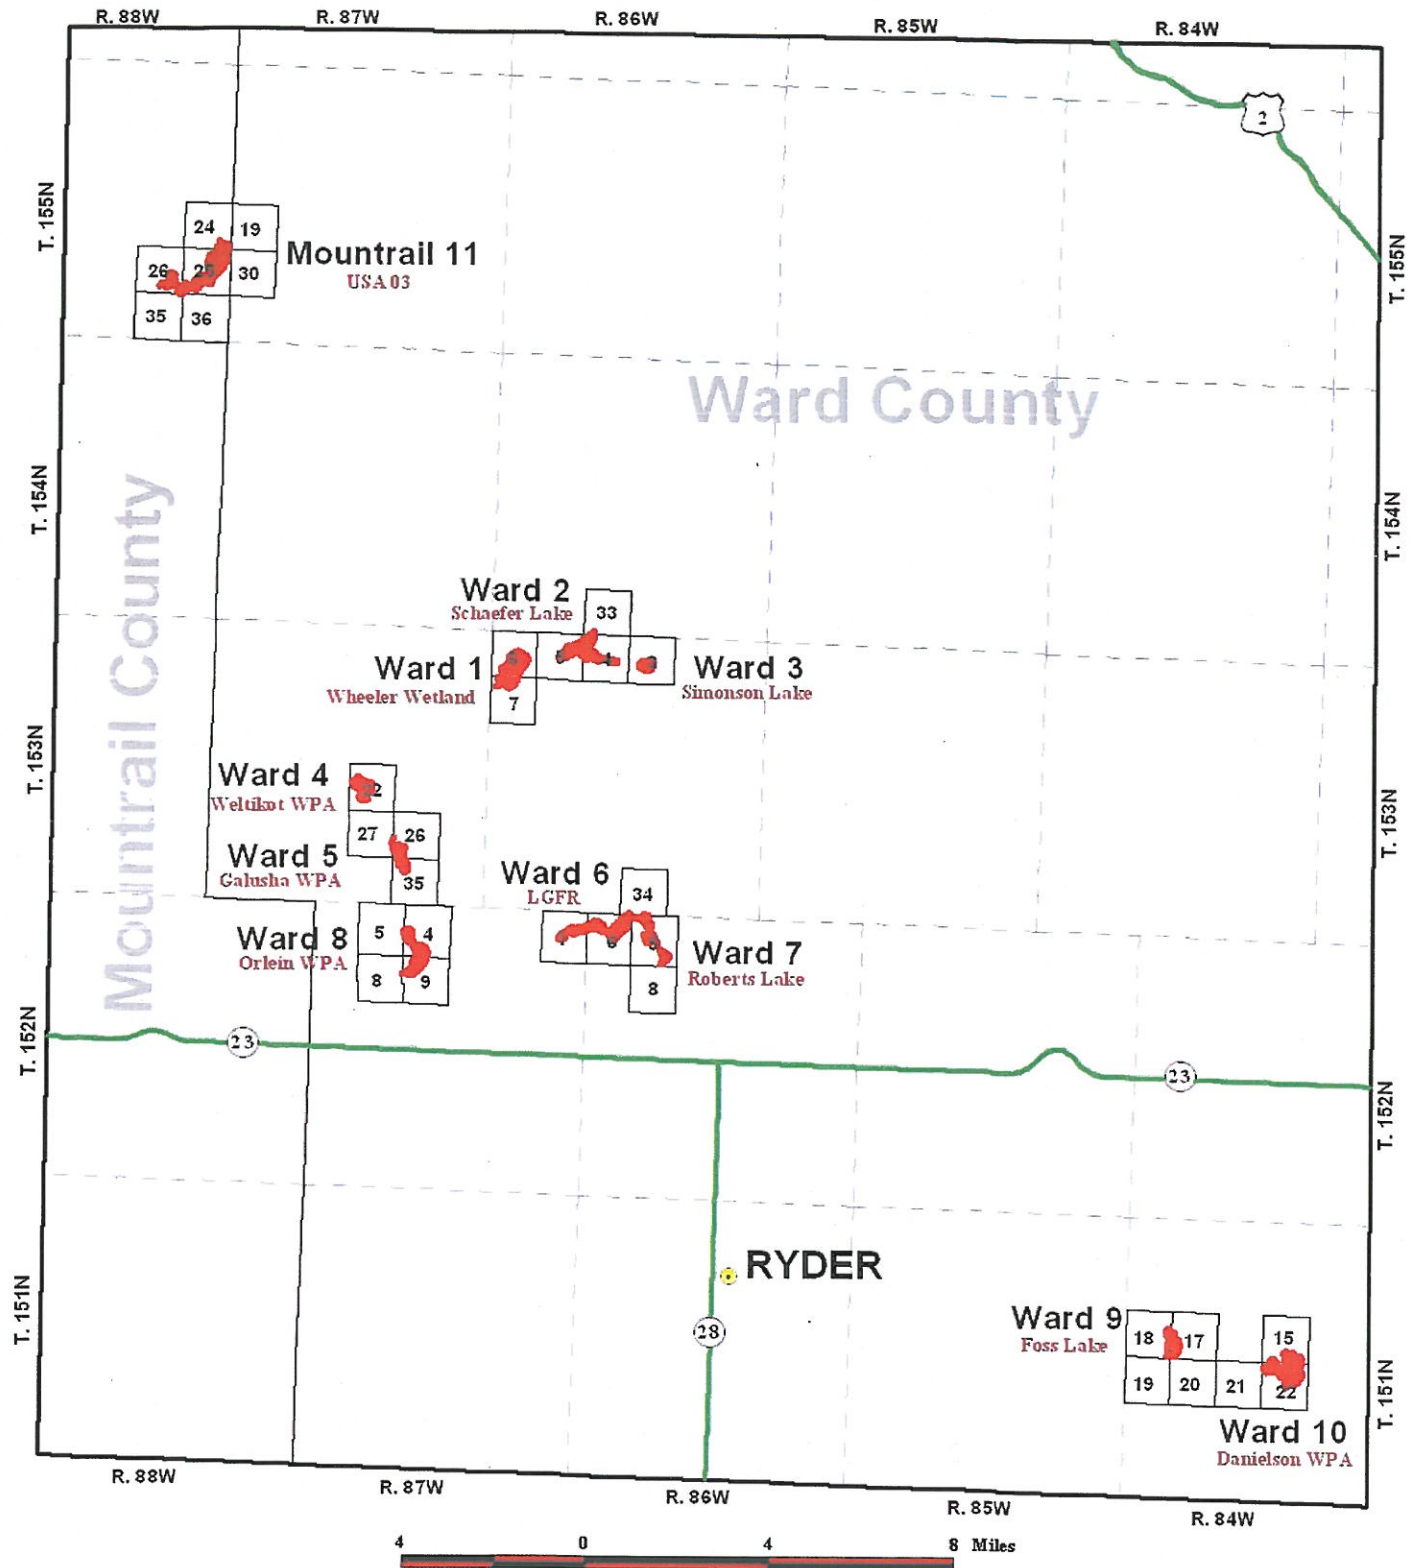 R. 88W
R. 87W
R. 86W
R. 85W
R. 84W
2
T. 155N
T. 155N
24
19
Mountrail 11
USA 03
26
25
30
35
36
Ward County
Mountrail County
T. 154N
T. 154N
Ward 2
Schaefer Lake
33
Ward 1
Wheeler Wetland
7
Ward 3
Simonson Lake
T. 153N
T. 153N
Ward 4
Weltikot WPA
22
27
26
Ward 5
Galusha WPA
35
Ward 6
LGFR
34
Ward 8
Orlein WPA
5
4
8
9
Ward 7
Roberts Lake
8
T. 152N
T. 152N
23
23
RYDER
28
T. 151N
T. 151N
Ward 9
Foss Lake
18
17
15
19
20
21
22
Ward 10
Danielson WPA
R. 88W
R. 87W
R. 86W
R. 85W
R. 84W
4
0
4
8 Miles